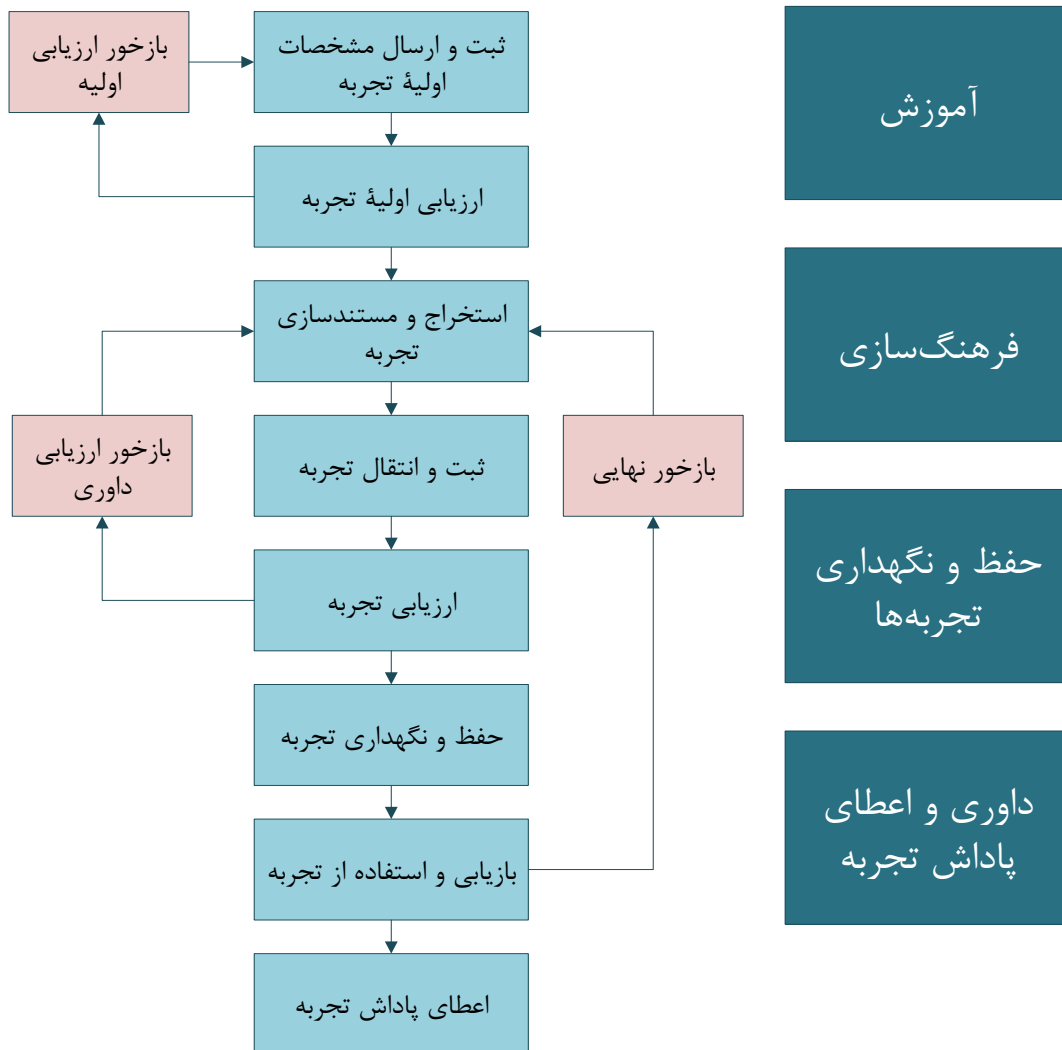 ثبت و ارسال مشخصات
اولیهٔ تجربه
بازخور ارزیابی
اولیه
ارزیابی اولیهٔ تجربه
استخراج و مستندسازی
تجربه
بازخور نهایی
ثبت و انتقال تجربه
بازخور ارزیابی
داوری
ارزیابی تجربه
حفظ و نگهداری تجربه
بازیابی و استفاده از تجربه
اعطای پاداش تجربه
آموزش
فرهنگ‌سازی
حفظ و نگهداری
تجربه‌ها
داوری و اعطای
پاداش تجربه